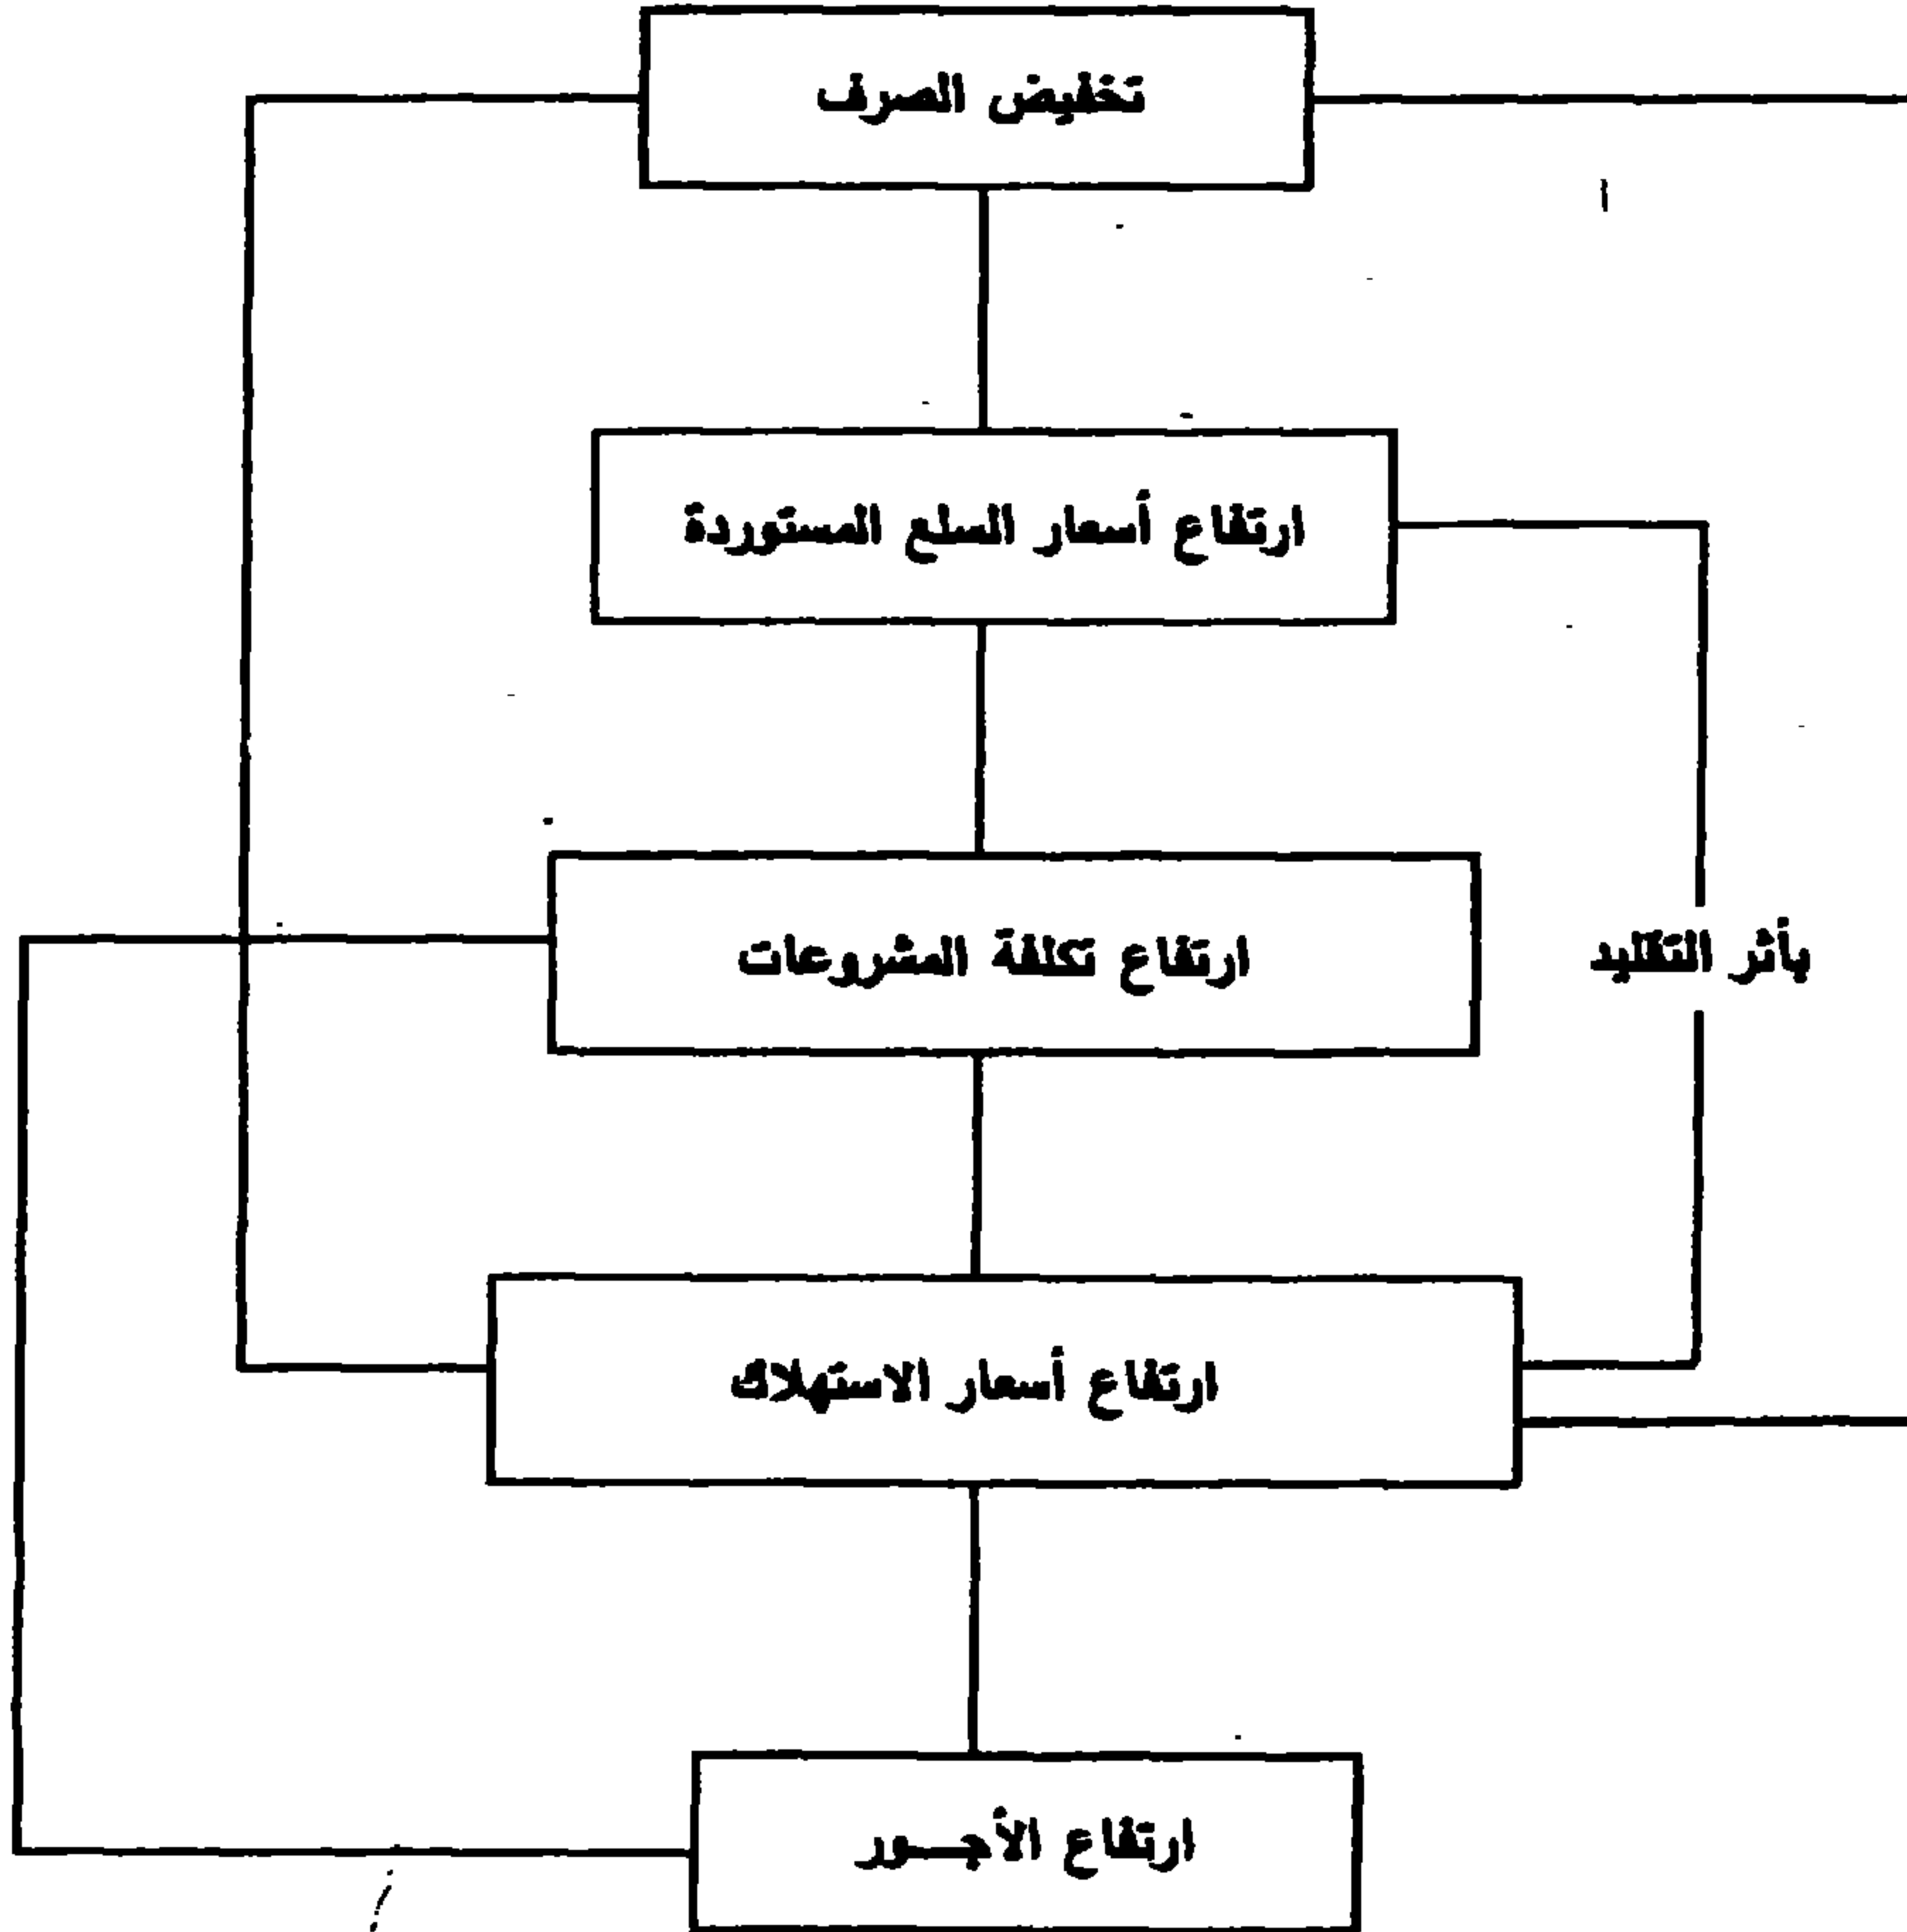 تخفيض الصرف
ارتفاع أسعار السلع المستوردة
ارتفاع تكلفة المشروعات
بأثر التقليد
ارتفاع أسعار الاستهلاك
ارتفاع الأجـور